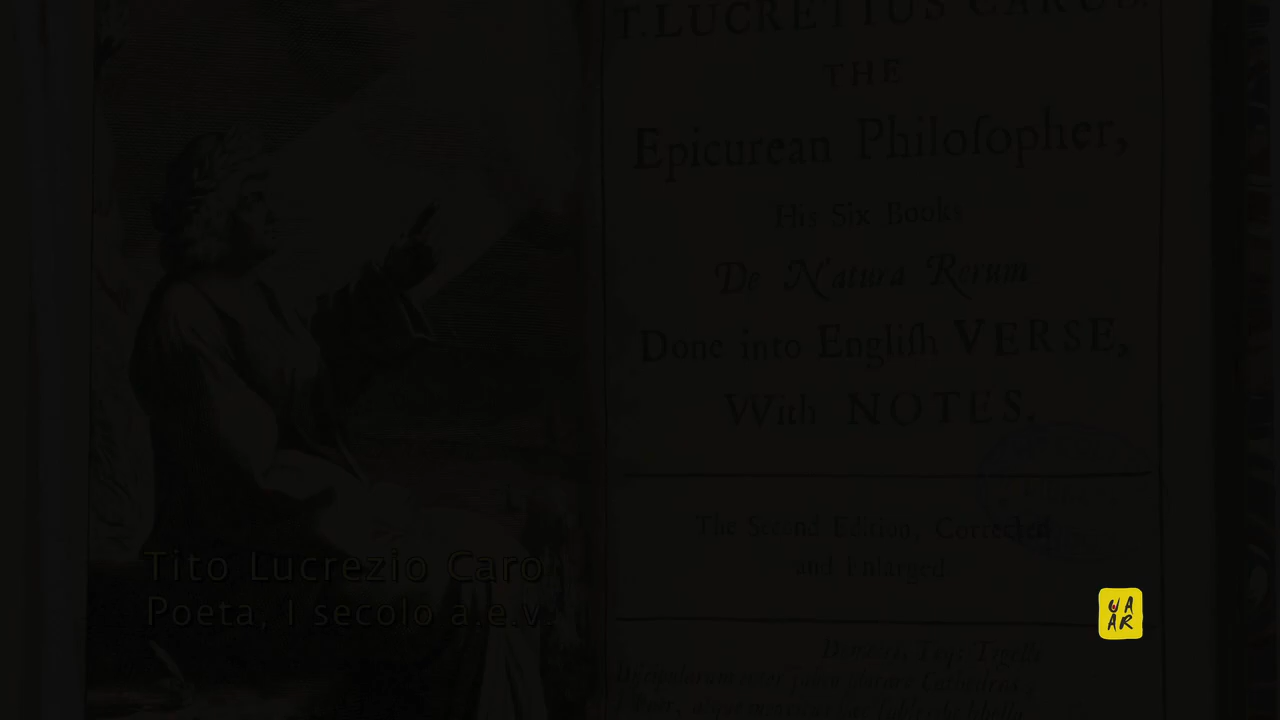 T. LUCRETIUS CARUS.
THE
Epicurean Philoſopher,
His Six Books
De Natura Rerum
Done into Engliſh VERSE,
With NOTES.
The Second Edition, Corrected
and Enlarged
Tito Lucrezio Caro
Poeta, I secolo a.e.v.
UA
AR